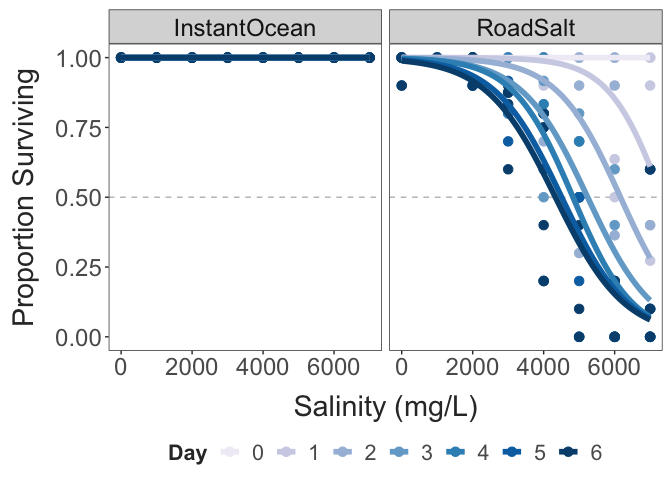 InstantOcean RoadSalt
Proportion Surviving
1.00
0.75
0.50
0.25
0.00
0 2000 4000 6000 0 2000 4000 6000
Salinity (mg/L)
Day 0 1 2 3 4 5 6